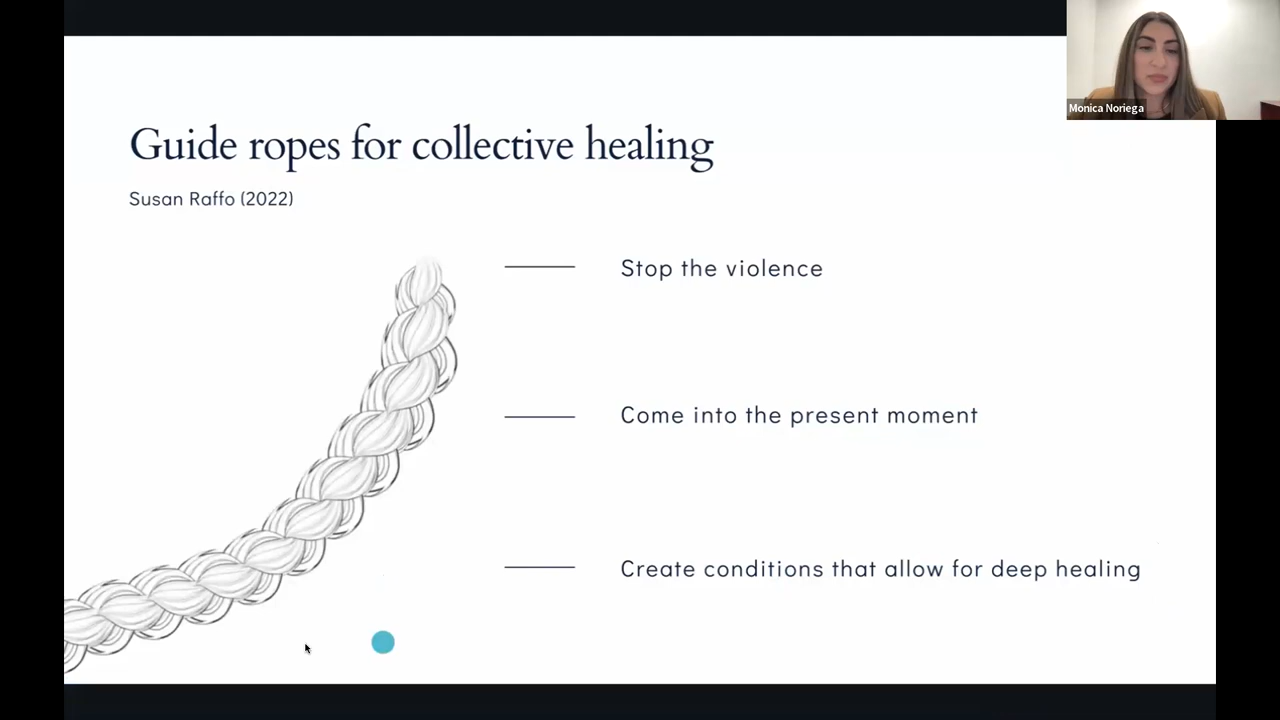 Monica Noriega
Guide ropes for collective healing
Susan Raffo (2022)
Stop the violence
Come into the present moment
Create conditions that allow for deep healing